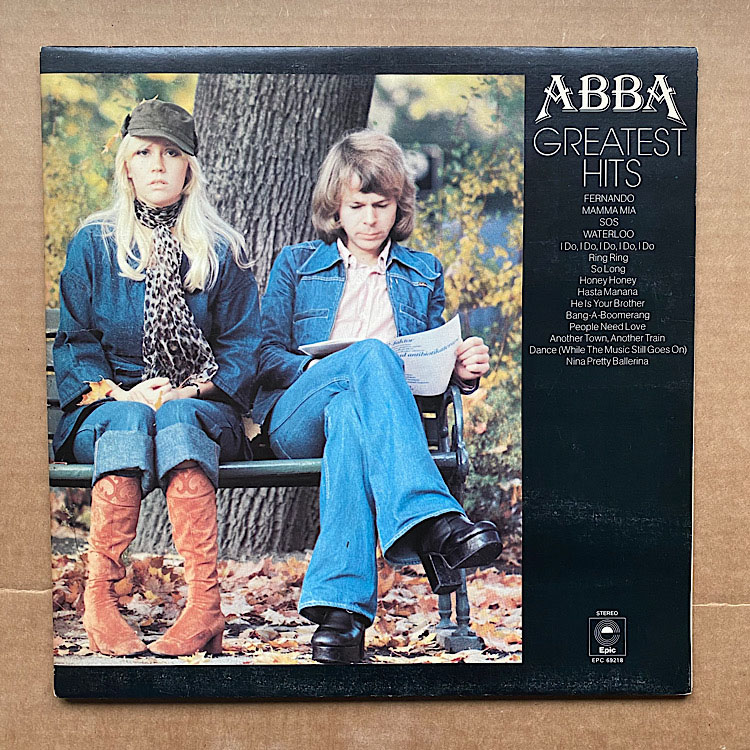 ABBA
GREATEST
HITS
FERNANDO
MAMMA MIA
SOS
WATERLOO
I Do, I Do, I Do, I Do, I Do
Ring Ring
So Long
Honey Honey
Hasta Manana
He Is Your Brother
Bang-A-Boomerang
People Need Love
Another Town, Another Train
Dance (While The Music Still Goes On)
Nina Pretty Ballerina
STEREO
Epic
EPC 69218